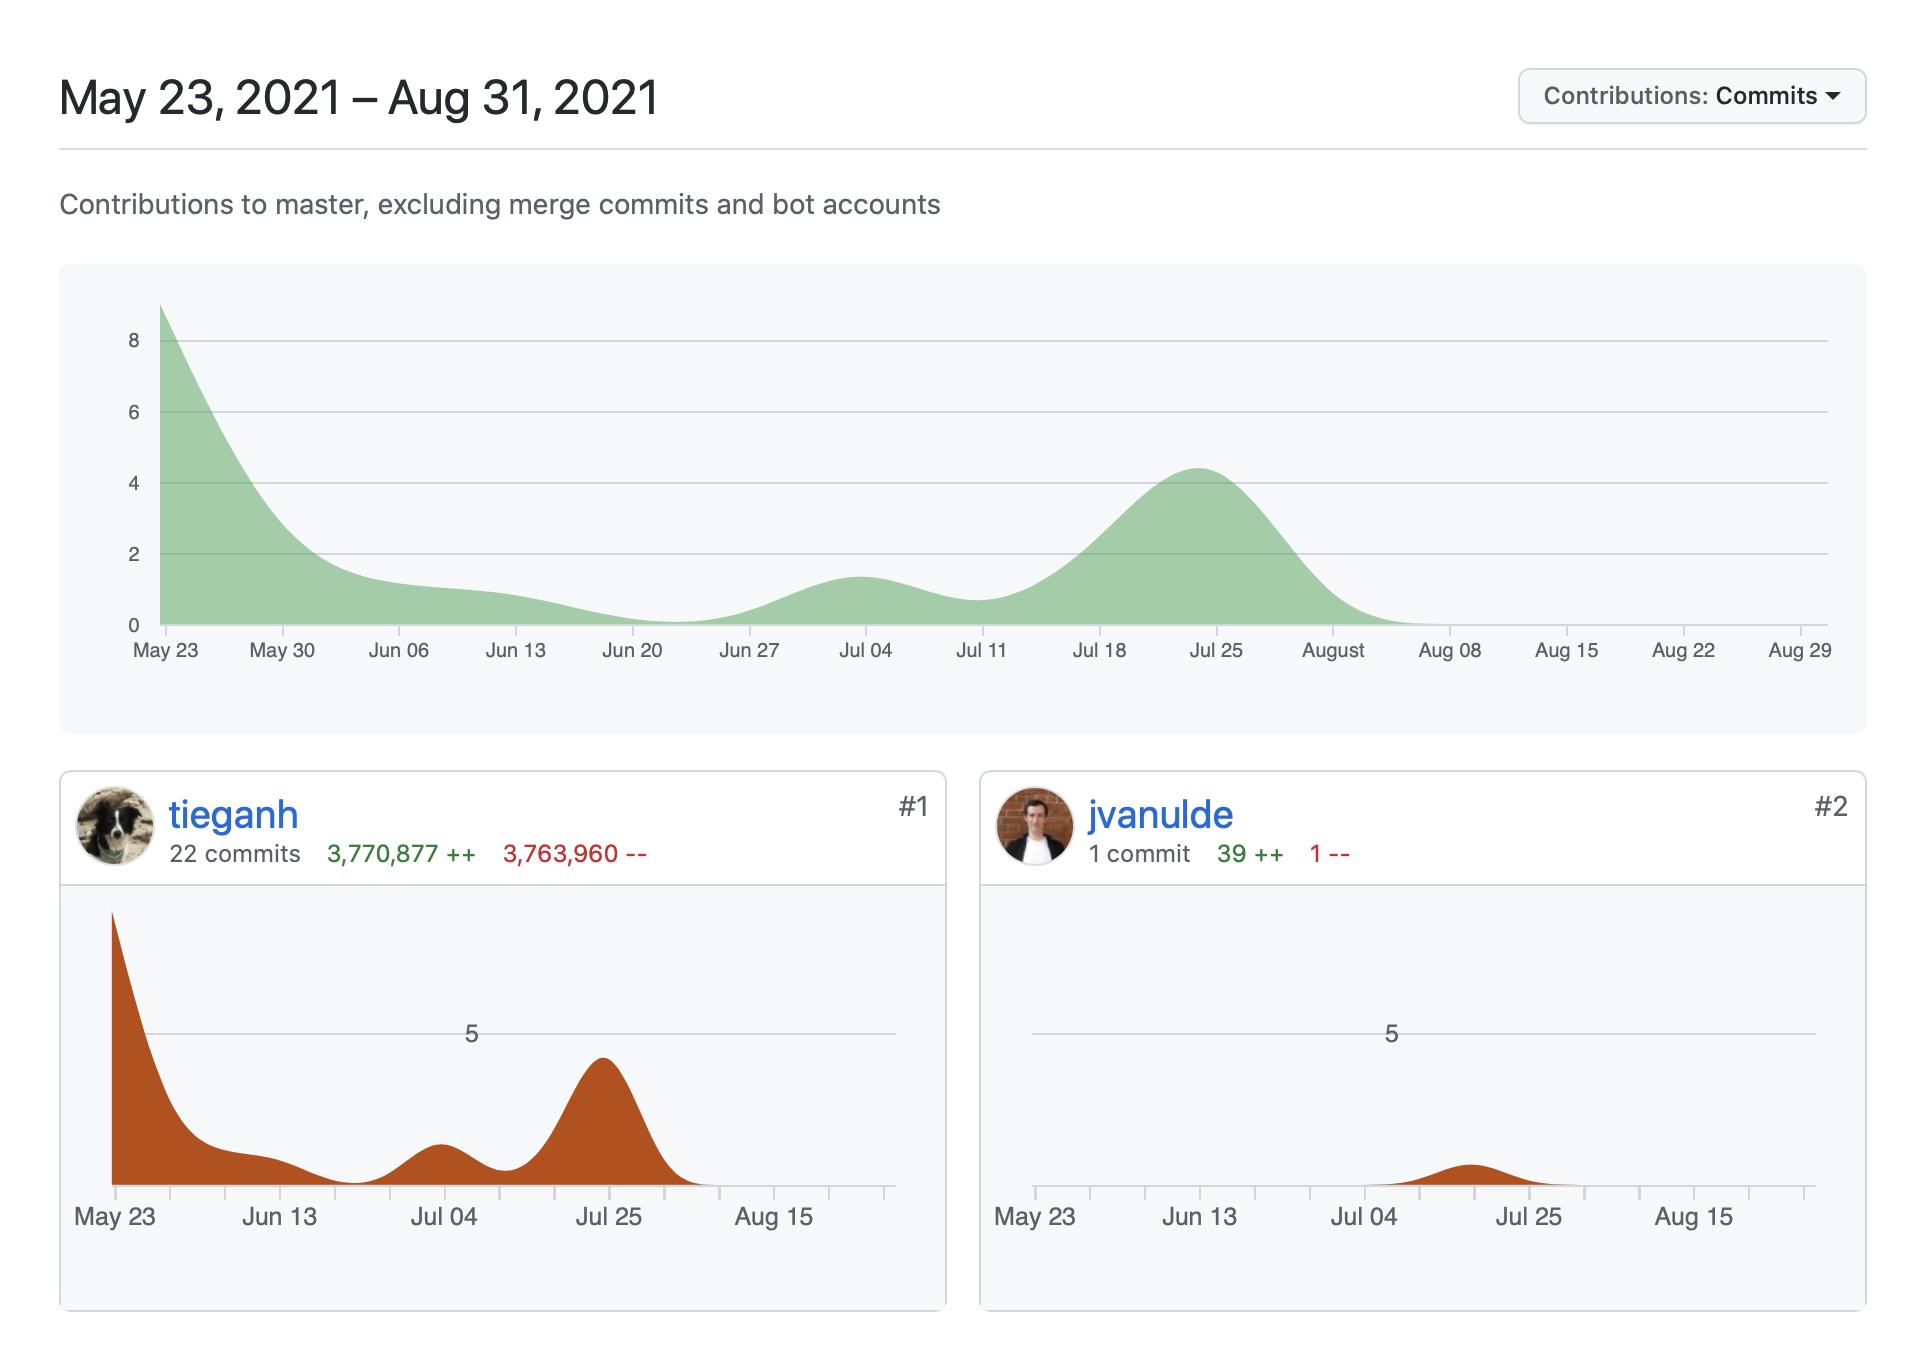 May 23, 2021 – Aug 31, 2021
Contributions: Commits
Contributions to master, excluding merge commits and bot accounts
8
6
4
2
0
May 23 May 30 Jun 06 Jun 13 Jun 20 Jun 27 Jul 04 Jul 11 Jul 18 Jul 25 August Aug 08 Aug 15 Aug 22 Aug 29
tieganh
#1
22 commits 3,770,877 ++ 3,763,960 --
5
May 23 Jun 13 Jul 04 Jul 25 Aug 15
jvanulde
#2
1 commit 39 ++ 1 --
5
May 23 Jun 13 Jul 04 Jul 25 Aug 15